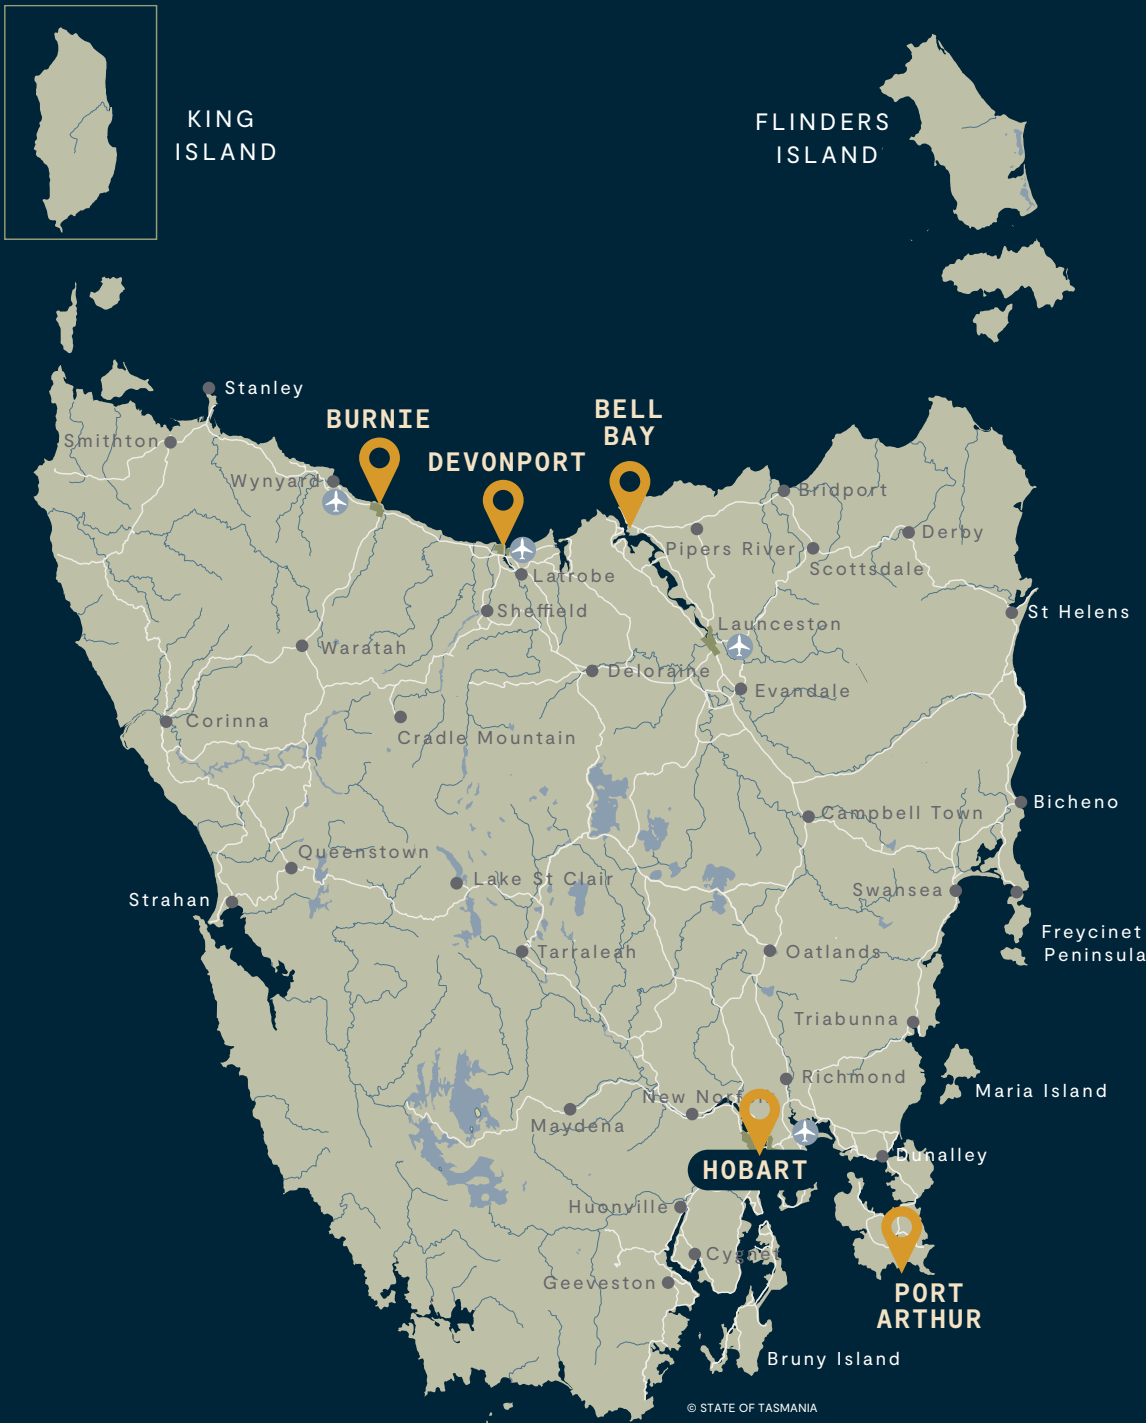 KING
ISLAND
FLINDERS
ISLAND
Stanley
BURNIE
BELL
BAY
Smithton
DEVONPORT
Wynyard
Bridport
Derby
Pipers River
Scottsdale
Latrobe
Sheffield
St Helens
Launceston
Waratah
Deloraine
Evandale
Corinna
Cradle Mountain
Bicheno
Campbell Town
Queenstown
Lake St Clair
Swansea
Strahan
Freycinet
Peninsula
Tarraleah
Oatlands
Triabunna
Richmond
Maria Island
New Norfolk
Maydena
Dunalley
HOBART
Huonville
Cygnet
Geeveston
PORT
ARTHUR
Bruny Island
© STATE OF TASMANIA